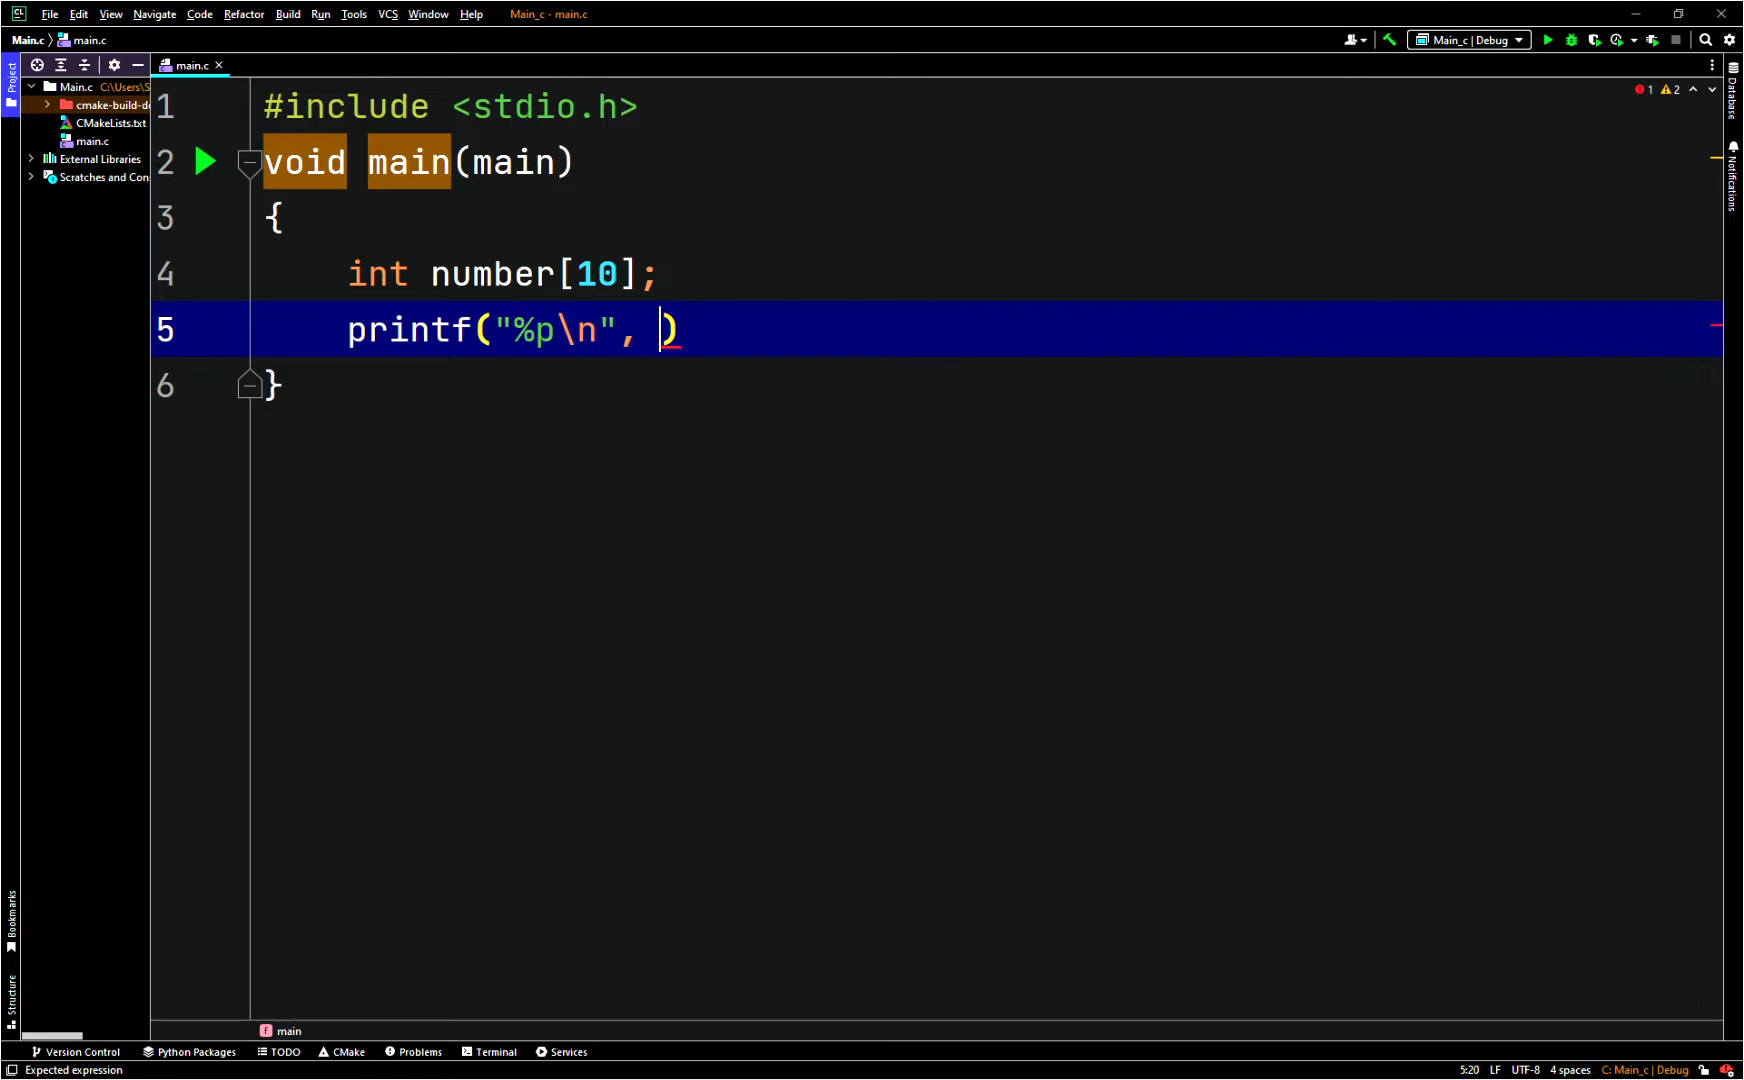 CL File Edit View Navigate Code Refactor Build Run Tools VCS Window Help Main_c - main.c
Main.c main.c Main_c | Debug
Project main.c
Main.c C:\Users\S 1 #include <stdio.h> 1 2
cmake-build-de
CMakeLists.txt
main.c
2 void main(main)
External Libraries
Scratches and Con
3 {
4 int number[10];
5 printf("%p\n", )
6 }
Database
Notifications
Bookmarks
Structure
f main
Version Control Python Packages TODO CMake Problems Terminal Services
Expected expression 5:20 LF UTF-8 4 spaces C: Main_c | Debug